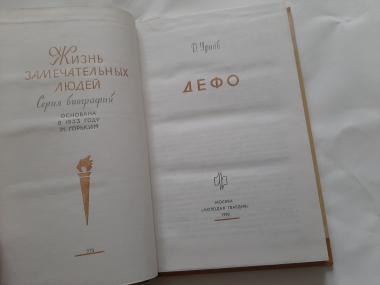 Жизнь
ЗАМЕЧАТЕЛЬНЫХ
ЛЮДЕЙ
Серия биографий
ОСНОВАНА
В 1933 ГОДУ
М. ГОРЬКИМ
Д. Урнов
ДЕФО
МОСКВА
«МОЛОДАЯ ГВАРДИЯ»